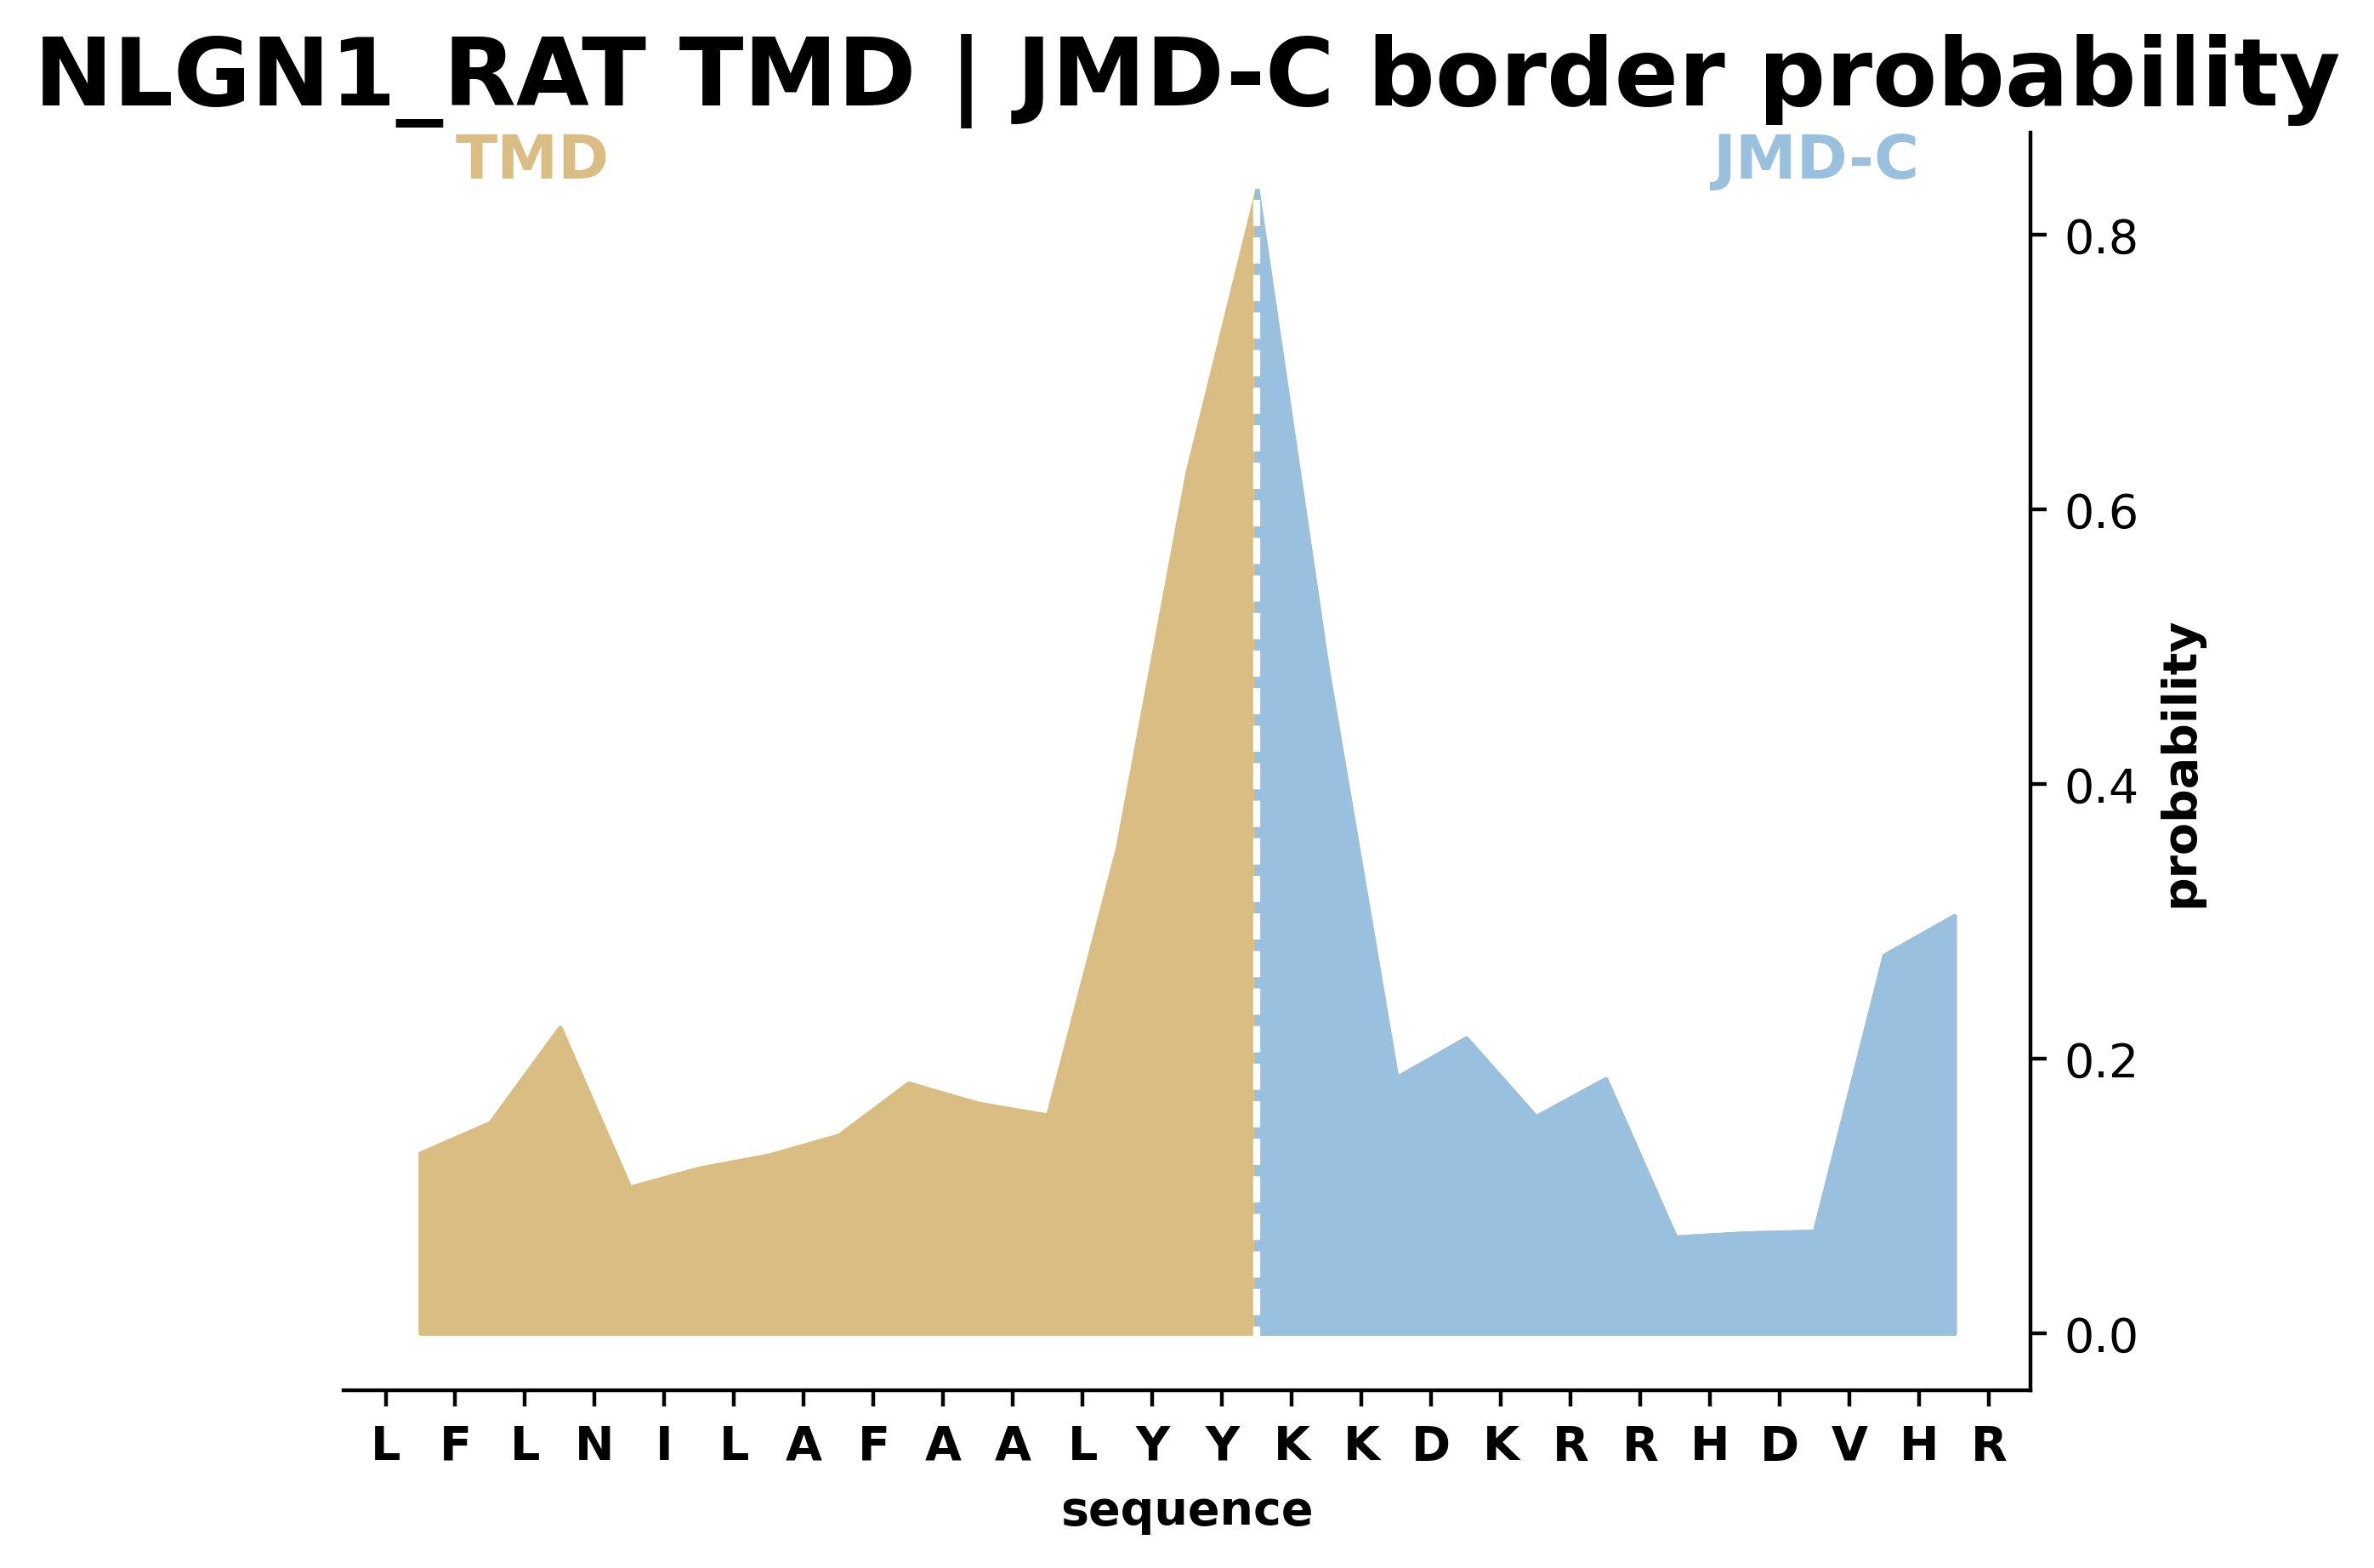 NLGN1_RAT TMD | JMD-C border probability
TMD JMD-C
0.8
0.6
0.4
0.2
0.0
probability
L F L N I L A F A A L Y Y K K D K R R H D V H R
sequence